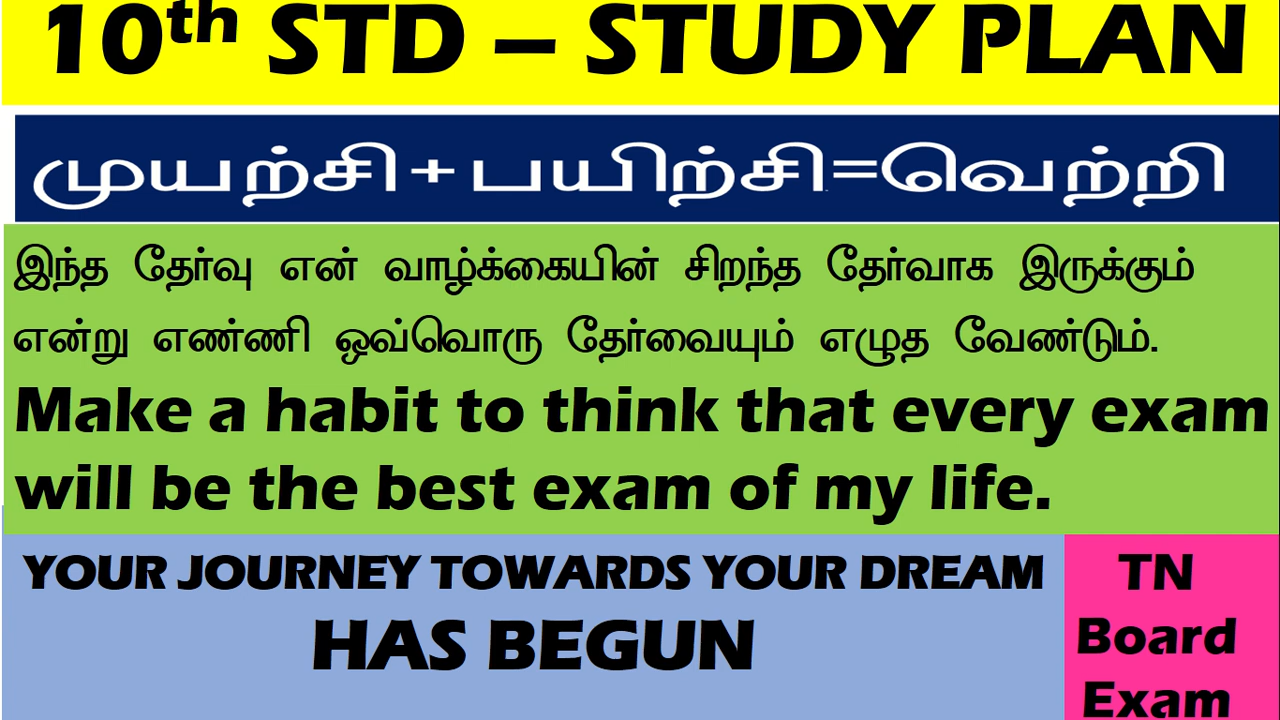 10th STD – STUDY PLAN
முயற்சி+பயிற்சி=வெற்றி
இந்த தேர்வு என் வாழ்க்கையின் சிறந்த தேர்வாக இருக்கும்
என்று எண்ணி ஒவ்வொரு தேர்வையும் எழுத வேண்டும்.
Make a habit to think that every exam
will be the best exam of my life.
YOUR JOURNEY TOWARDS YOUR DREAM
HAS BEGUN
TN
Board
Exam